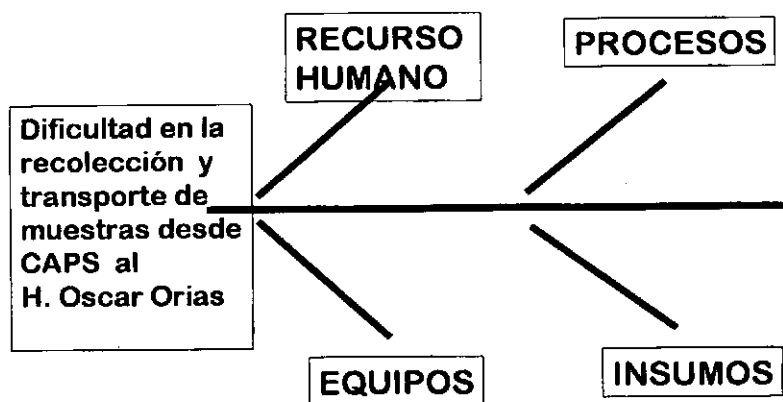 RECURSO
HUMANO
PROCESOS
Dificultad en la
recolección y
transporte de
muestras desde
CAPS al
H. Oscar Orias
EQUIPOS
INSUMOS